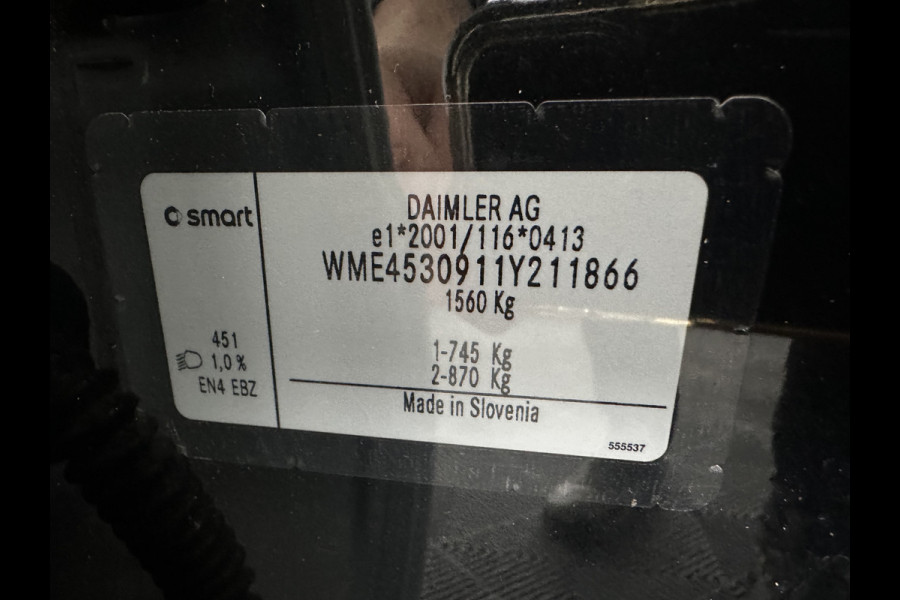 smart
451
1,0 %
EN4 EBZ
DAIMLER AG
e1*2001/116*0413
WME4530911Y211866
1560 Kg
1-745 Kg
2-870 Kg
Made in Slovenia
555537